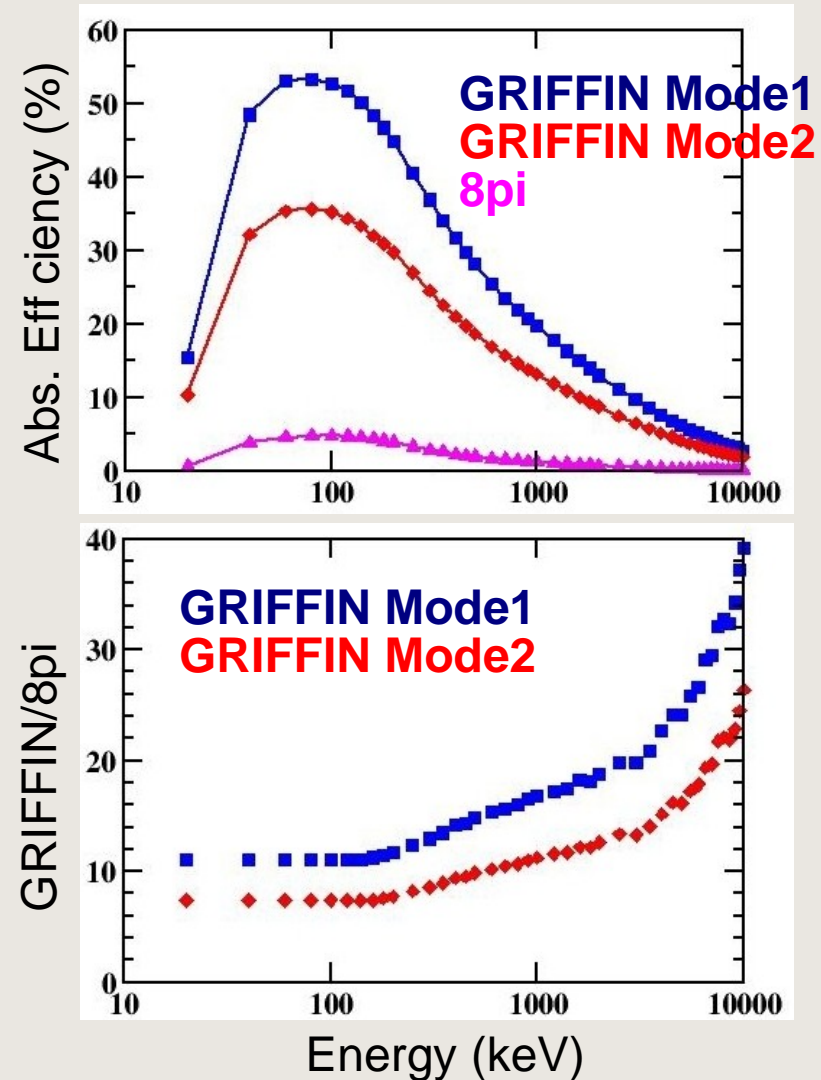 60
50
40
30
20
10
0
10 100 1000 10000
Abs. Eff ciency (%)
GRIFFIN Mode1
GRIFFIN Mode2
8pi
40
30
20
10
0
10 100 1000 10000
GRIFFIN/8pi
GRIFFIN Mode1
GRIFFIN Mode2
Energy (keV)